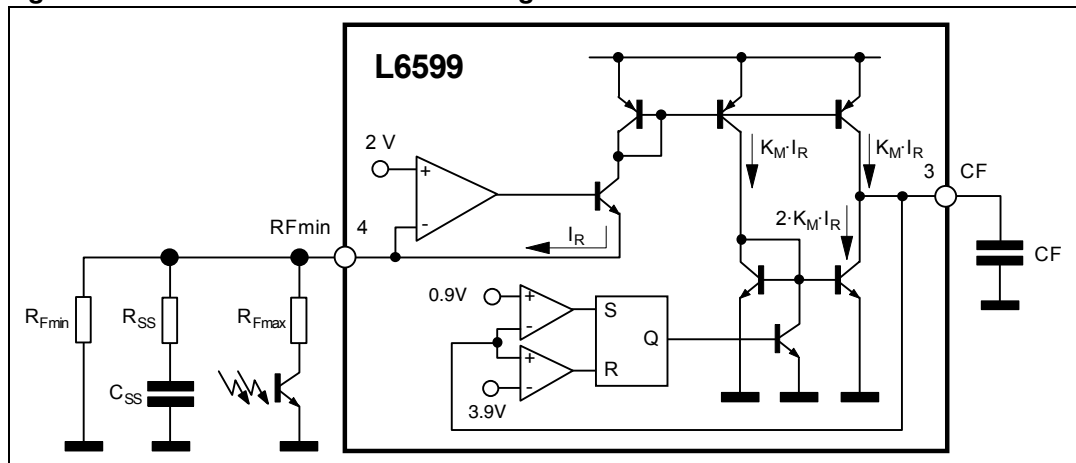 L6599
2 V
+
-
K_M·I_R
K_M·I_R
3
CF
RFmin
4
I_R
2·K_M·I_R
CF
0.9V
+
-
S
Q
R_Fmin
R_SS
R_Fmax
+
-
R
C_SS
3.9V